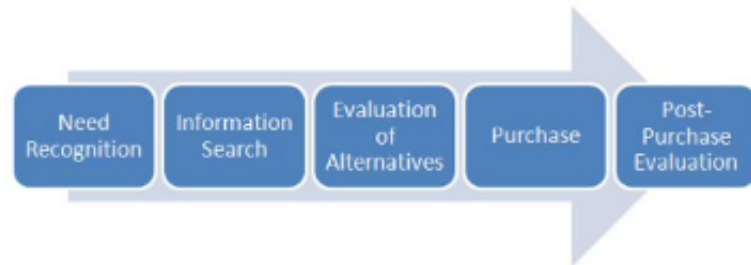 Need
Recognition
Information
Search
Evaluation
of
Alternatives
Purchase
Post-
Purchase
Evaluation